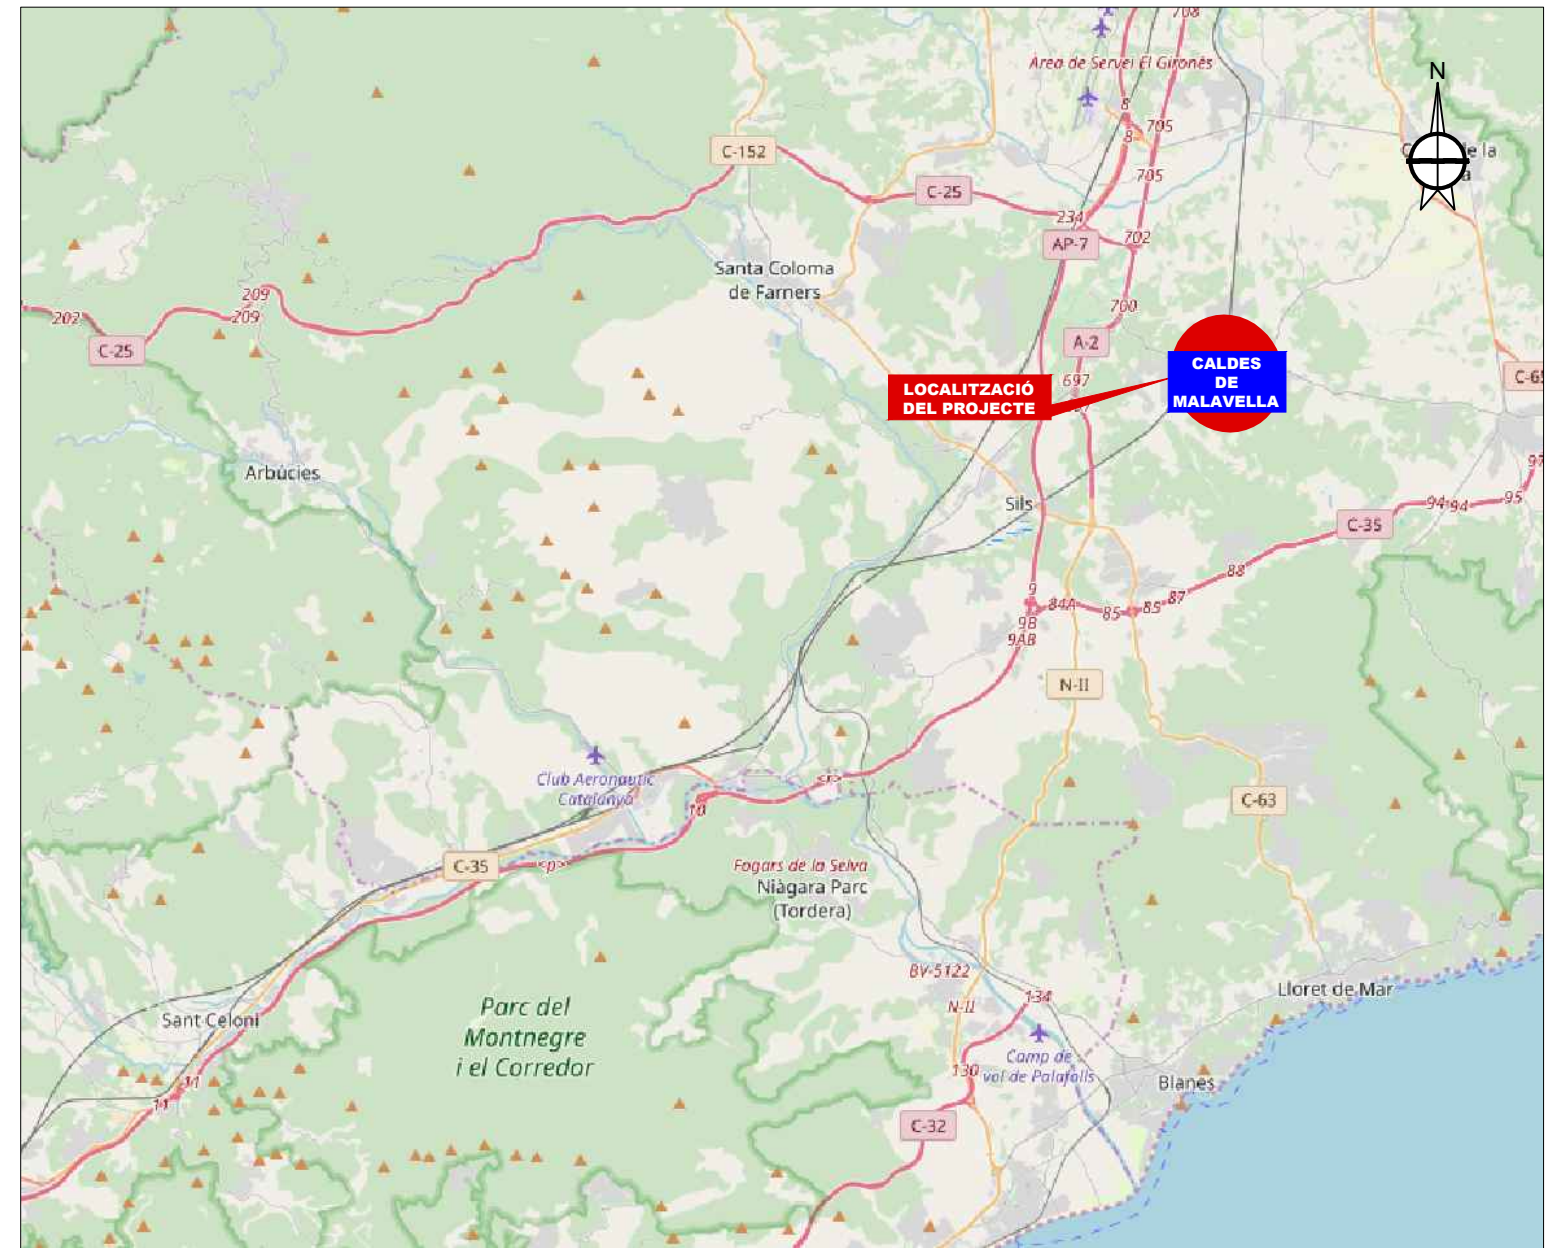 708
Àrea de Servei El Gironès
N
8
8
705
C-152
705
C-25
234
AP-7
702
Santa Coloma
de Farners
209
209
202
700
C-25
A-2
CALDES
DE
MALAVELLA
697
LOCALITZACIÓ
DEL PROJECTE
Arbúcies
Sils
94
94
95
C-35
88
87
9
84A
85
85
9B
9AB
N-II
Club Aeronautic
Catalunya
<r>
10
C-63
C-35
<p>
Fogars de la Selva
Niàgara Parc
(Tordera)
BV-5122
Lloret de Mar
134
N-II
Parc del
Montnegre
i el Corredor
Sant Celoni
Camp de
vol de Palafolls
130
Blanes
11
11
C-32